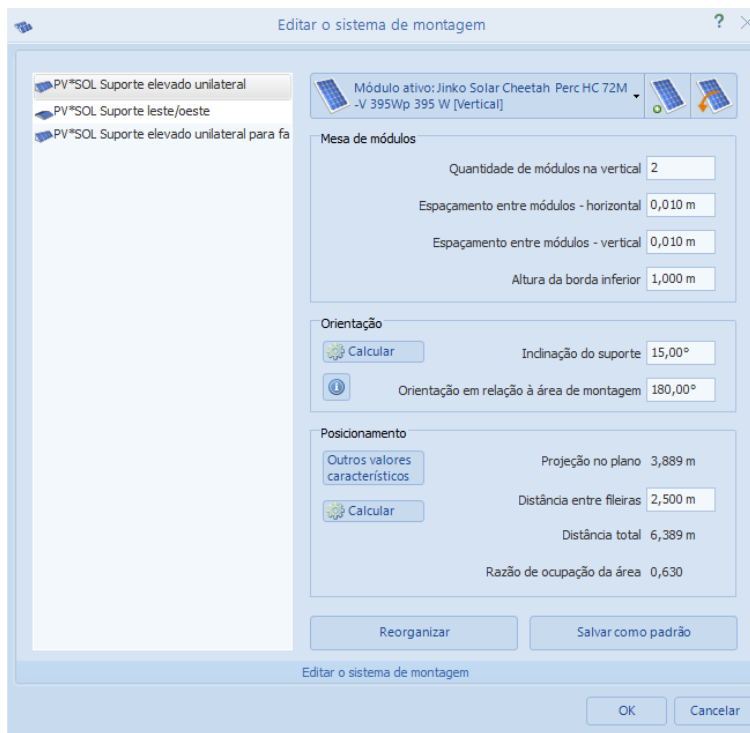 Editar o sistema de montagem
?
PV*SOL Suporte elevado unilateral
PV*SOL Suporte leste/oeste
PV*SOL Suporte elevado unilateral para fa
Módulo ativo: Jinko Solar Cheetah Perc HC 72M
-V 395Wp 395 W [Vertical]
Mesa de módulos
Quantidade de módulos na vertical 2
Espaçamento entre módulos - horizontal 0,010 m
Espaçamento entre módulos - vertical 0,010 m
Altura da borda inferior 1,000 m
Orientação
Calcular
Inclinação do suporte 15,00°
Orientação em relação à área de montagem 180,00°
Posicionamento
Outros valores
característicos
Projeção no plano 3,889 m
Distância entre fileiras 2,500 m
Calcular
Distância total 6,389 m
Razão de ocupação da área 0,630
Reorganizar
Salvar como padrão
Editar o sistema de montagem
OK
Cancelar